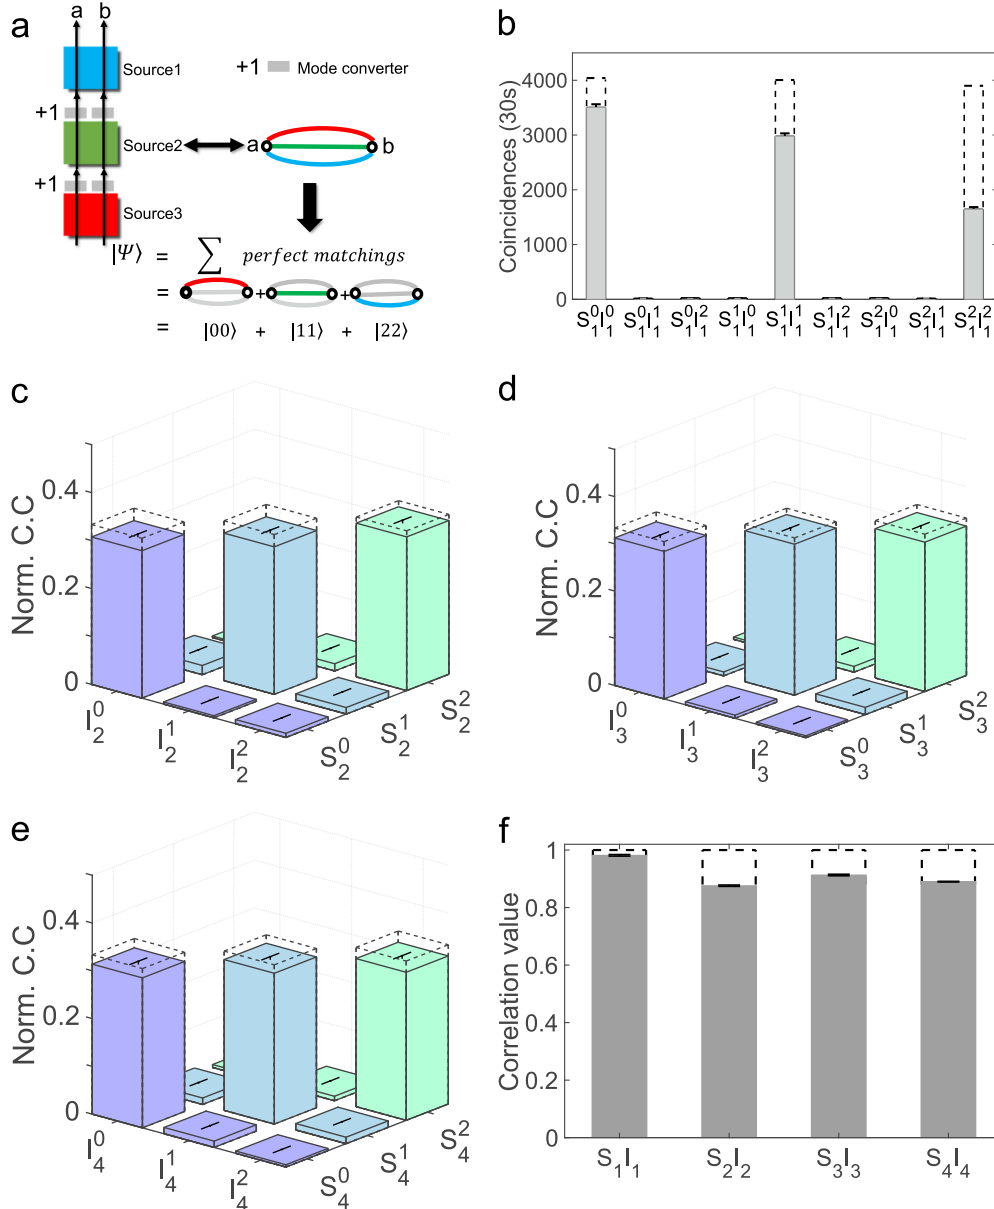 a
a b
Source1
+1
Source2
+1
Source3
+1 Mode converter
a b
|Ψ⟩ = ∑ perfect matchings
= + +
= |00⟩ + |11⟩ + |22⟩
b
Coincidences (30s)
4000
3000
2000
1000
0
S₁⁰I₁⁰ S₁⁰I₁¹ S₁⁰I₁² S₁¹I₁⁰ S₁¹I₁¹ S₁¹I₁² S₁²I₁⁰ S₁²I₁¹ S₁²I₁²
c
Norm. C.C
0.4
0.2
0
I₂⁰ I₂¹ I₂² S₂⁰ S₂¹ S₂²
d
Norm. C.C
0.4
0.2
0
I₃⁰ I₃¹ I₃² S₃⁰ S₃¹ S₃²
e
Norm. C.C
0.4
0.2
0
I₄⁰ I₄¹ I₄² S₄⁰ S₄¹ S₄²
f
Correlation value
1
0.8
0.6
0.4
0.2
0
S₁I₁ S₂I₂ S₃I₃ S₄I₄